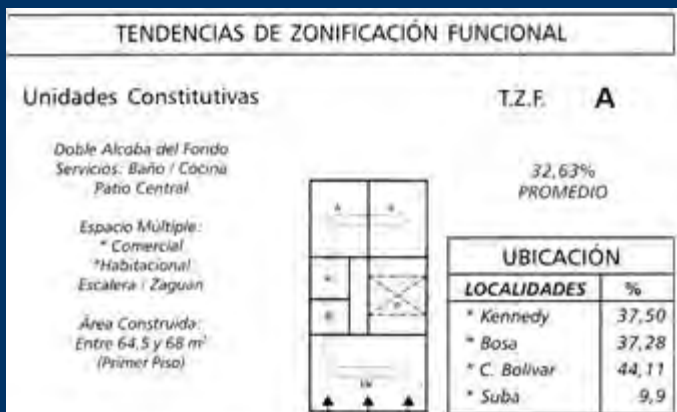 TENDENCIAS DE ZONIFICACIÓN FUNCIONAL
Unidades Constitutivas
T.Z.F. A
Doble Alcoba del Fondo
Servicios: Baño / Cocina
Patio Central
Espacio Múltiple:
* Comercial
*Habitacional
Escalera / Zaguan
Área Construida:
Entre 64,5 y 68 m²
(Primer Piso)
32,63%
PROMEDIO
UBICACIÓN
LOCALIDADES %
* Kennedy 37,50
* Bosa 37,28
* C. Bolivar 44,11
* Suba 9,9